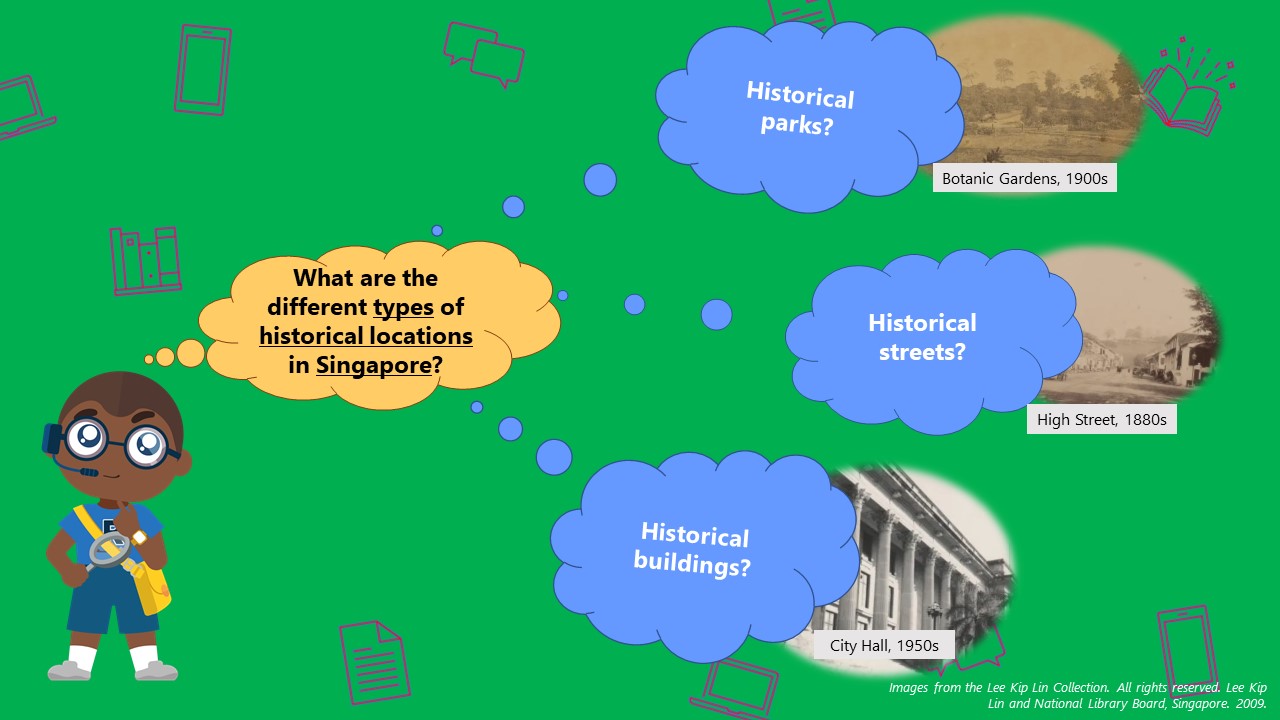 Historical
parks?
Botanic Gardens, 1900s
What are the
different types of
historical locations
in Singapore?
Historical
streets?
High Street, 1880s
Historical
buildings?
City Hall, 1950s
Images from the Lee Kip Lin Collection. All rights reserved. Lee Kip
Lin and National Library Board, Singapore. 2009.